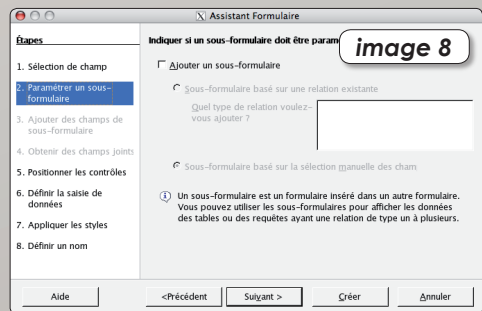 Assistant Formulaire
image 8
Étapes
1. Sélection de champ
2. Paramétrer un sous-
formulaire
3. Ajouter des champs de
sous-formulaire
4. Obtenir des champs joints
5. Positionner les contrôles
6. Définir la saisie de
données
7. Appliquer les styles
8. Définir un nom
Indiquer si un sous-formulaire doit être param
Ajouter un sous-formulaire
Sous-formulaire basé sur une relation existante
Quel type de relation voulez-
vous ajouter ?
Sous-formulaire basé sur la sélection manuelle des cham
Un sous-formulaire est un formulaire inséré dans un autre formulaire.
Vous pouvez utiliser les sous-formulaires pour afficher les données
des tables ou des requêtes ayant une relation de type un à plusieurs.
Aide
<Précédent
Suivant >
Créer
Annuler